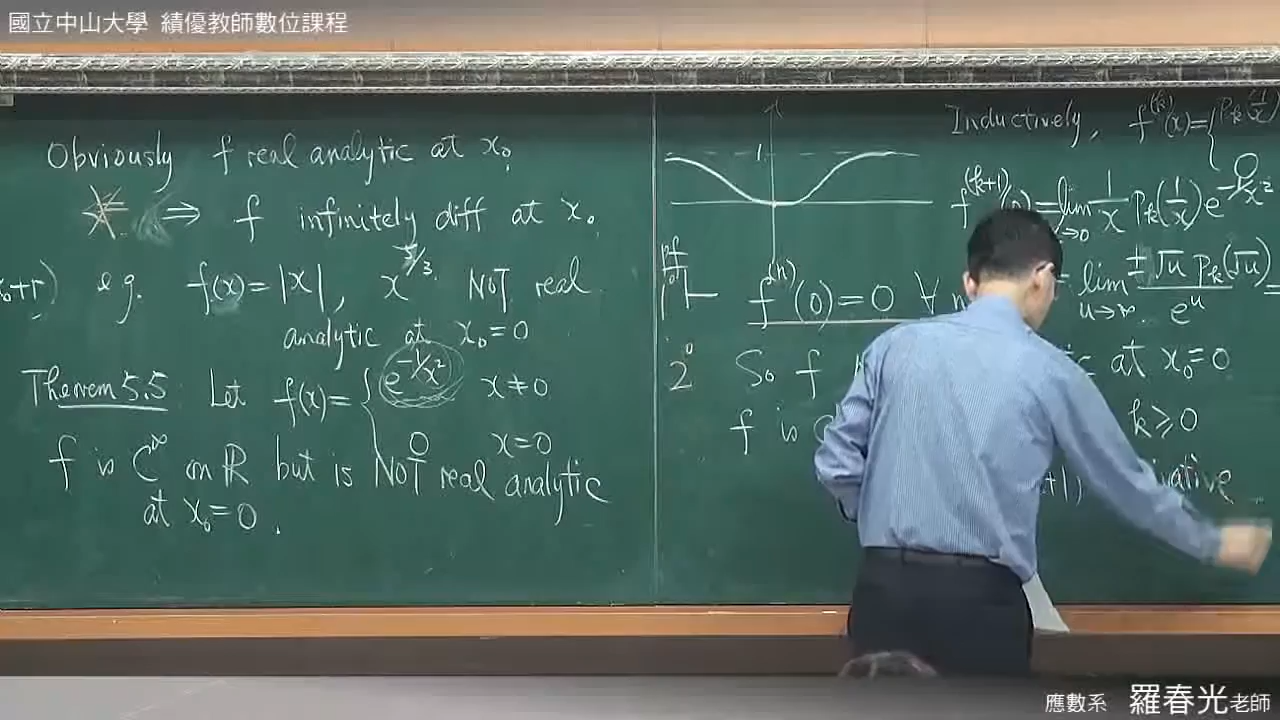 國立中山大學 績優教師數位課程
Obviously f real analytic at x₀
⇒ f infinitely diff at x₀
x₀+r) e.g. f(x)=|x|, x^{5/3} NOT real
analytic at x₀=0
Theorem 5.5 Let f(x)={ e^{-1/x²} x≠0
0 x=0
f is C^∞ on ℝ but is NOT real analytic
at x₀=0.
1
pf
f^{(n)}(0)=0 ∀ n
2° So f at x₀=0
f is C k≥0
+1)
Inductively, f^{(k)}(x)={ P_k(1/x)
0
f^{(k+1)}(0)=lim 1/x P_k(1/x) e^{-1/x²}
→0
= lim_{u→∞} ±√u P_k(√u)/e^u =
應數系 羅春光老師